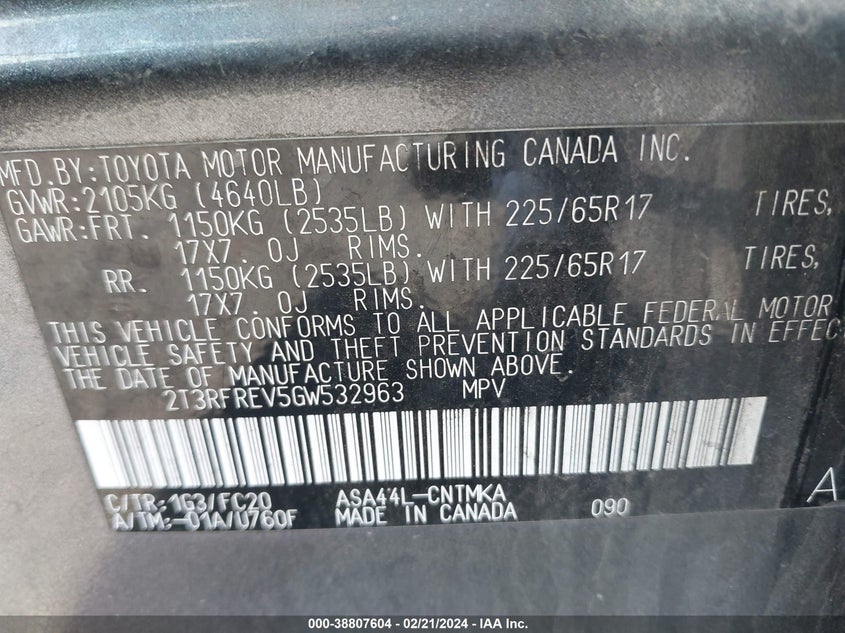 MFD.BY:TOYOTA MOTOR MANUFACTURING CANADA INC.
GVWR:2105KG (4640LB)
GAWR:FRT. 1150KG (2535LB) WITH 225/65R17 TIRES,
17X7.0J RIMS.
RR. 1150KG (2535LB) WITH 225/65R17 TIRES,
17X7.0J RIMS.
THIS VEHICLE CONFORMS TO ALL APPLICABLE FEDERAL MOTOR
VEHICLE SAFETY AND THEFT PREVENTION STANDARDS IN EFFEC
THE DATE OF MANUFACTURE SHOWN ABOVE.
2T3RFREV5GW532963 MPV
C/TR:1G3/FC20 ASA44L-CNTMKA A
A/TM:-01A/U760F MADE IN CANADA 090
000-38807604 - 02/21/2024 - IAA Inc.